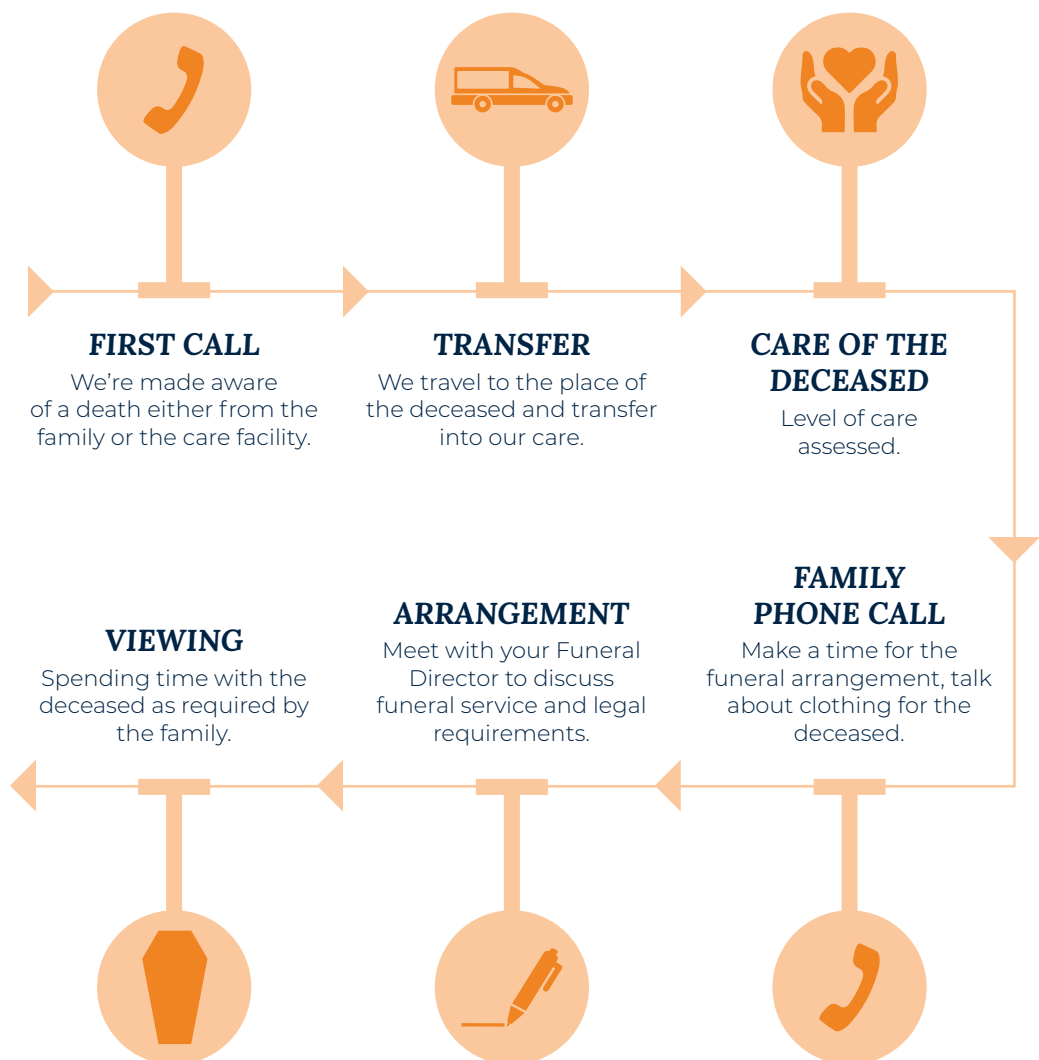 FIRST CALL
We’re made aware
of a death either from the
family or the care facility.
TRANSFER
We travel to the place of
the deceased and transfer
into our care.
CARE OF THE
DECEASED
Level of care
assessed.
FAMILY
PHONE CALL
Make a time for the
funeral arrangement, talk
about clothing for the
deceased.
ARRANGEMENT
Meet with your Funeral
Director to discuss
funeral service and legal
requirements.
VIEWING
Spending time with the
deceased as required by
the family.